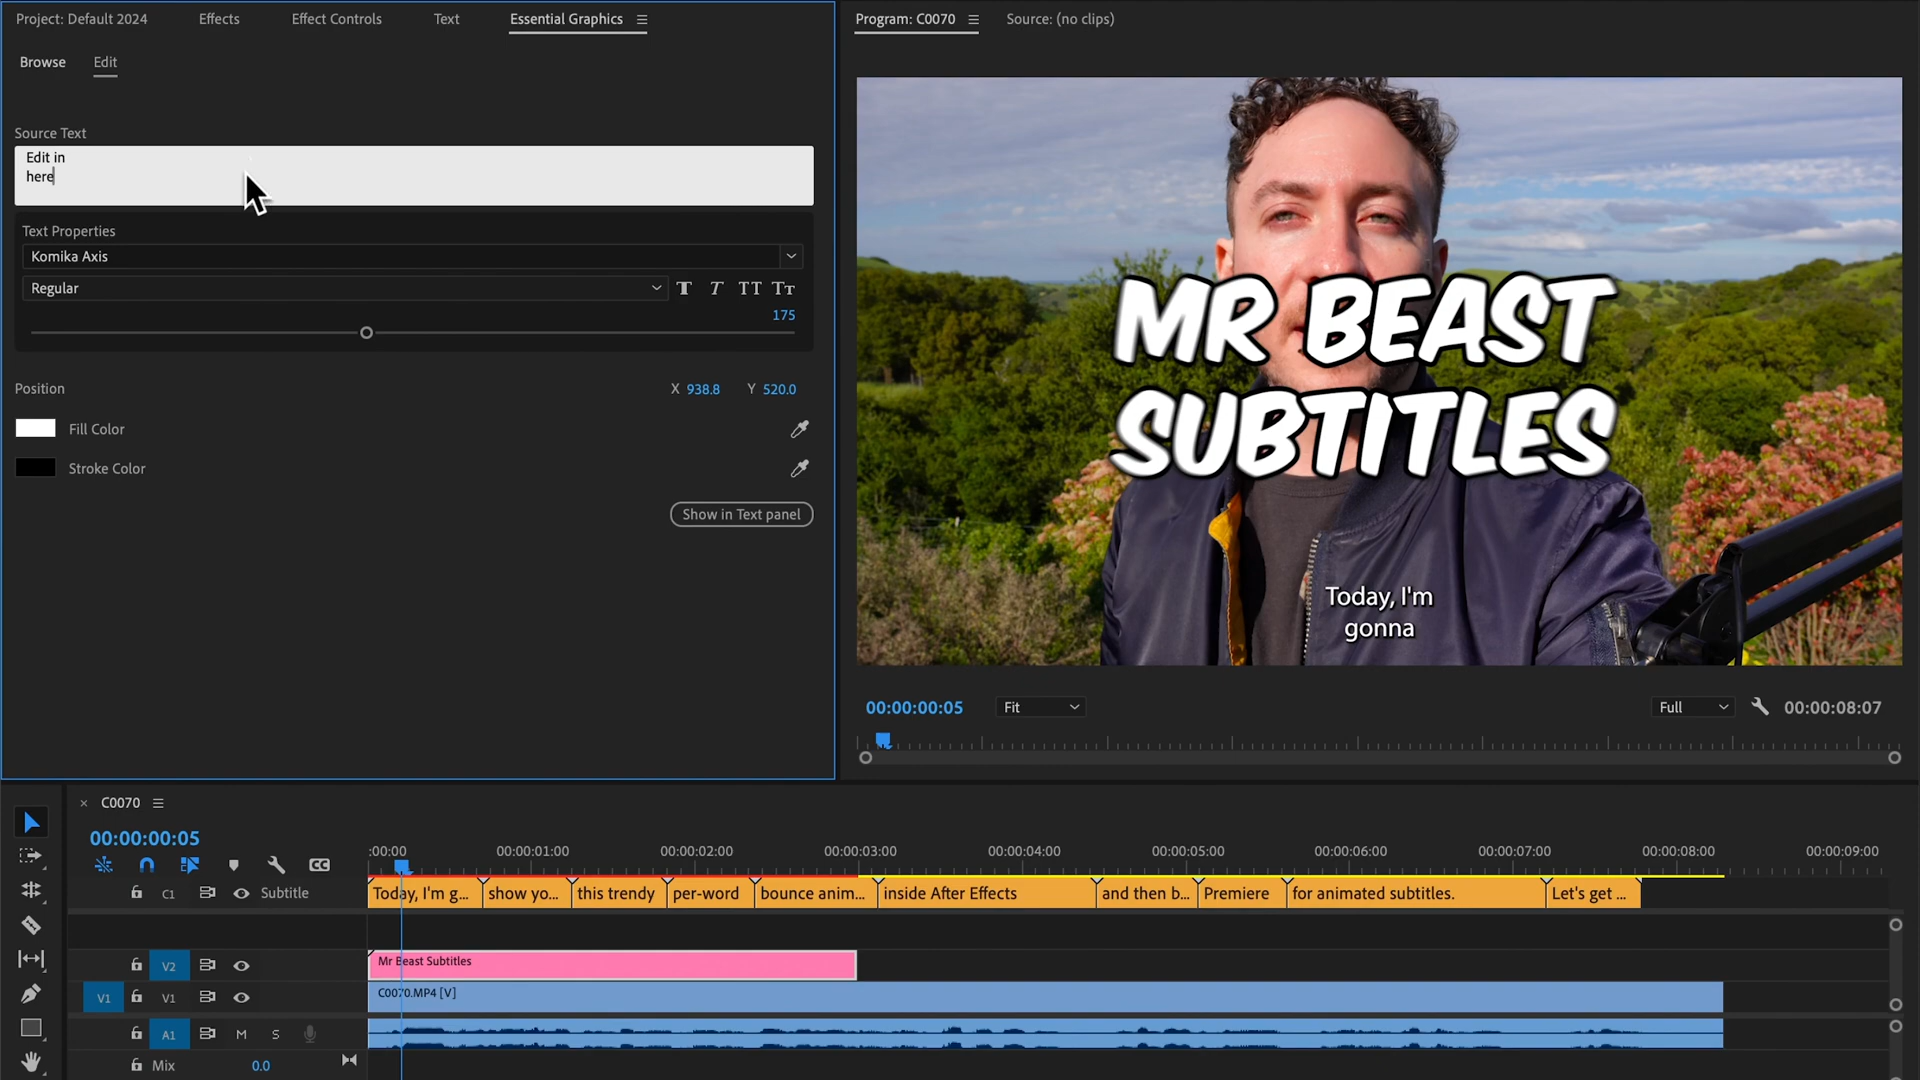 Project: Default 2024
Effects
Effect Controls
Text
Essential Graphics
Browse
Edit
Source Text
Edit in
here
Text Properties
Komika Axis
Regular
T T TT Tт
175
Position
X 938.8 Y 520.0
Fill Color
Stroke Color
Show in Text panel
Program: C0070
Source: (no clips)
MR BEAST
SUBTITLES
Today, I'm
gonna
00:00:00:05
Fit
Full
00:00:08:07
× C0070
00:00:00:05
:00:00
00:00:01:00
00:00:02:00
00:00:03:00
00:00:04:00
00:00:05:00
00:00:06:00
00:00:07:00
00:00:08:00
00:00:09:00
CC
C1
Subtitle
Today, I'm g...
show yo...
this trendy
per-word
bounce anim...
inside After Effects
and then b...
Premiere
for animated subtitles.
Let's get ...
V2
Mr Beast Subtitles
V1
V1
C0070.MP4 [V]
A1
M
S
Mix
0.0